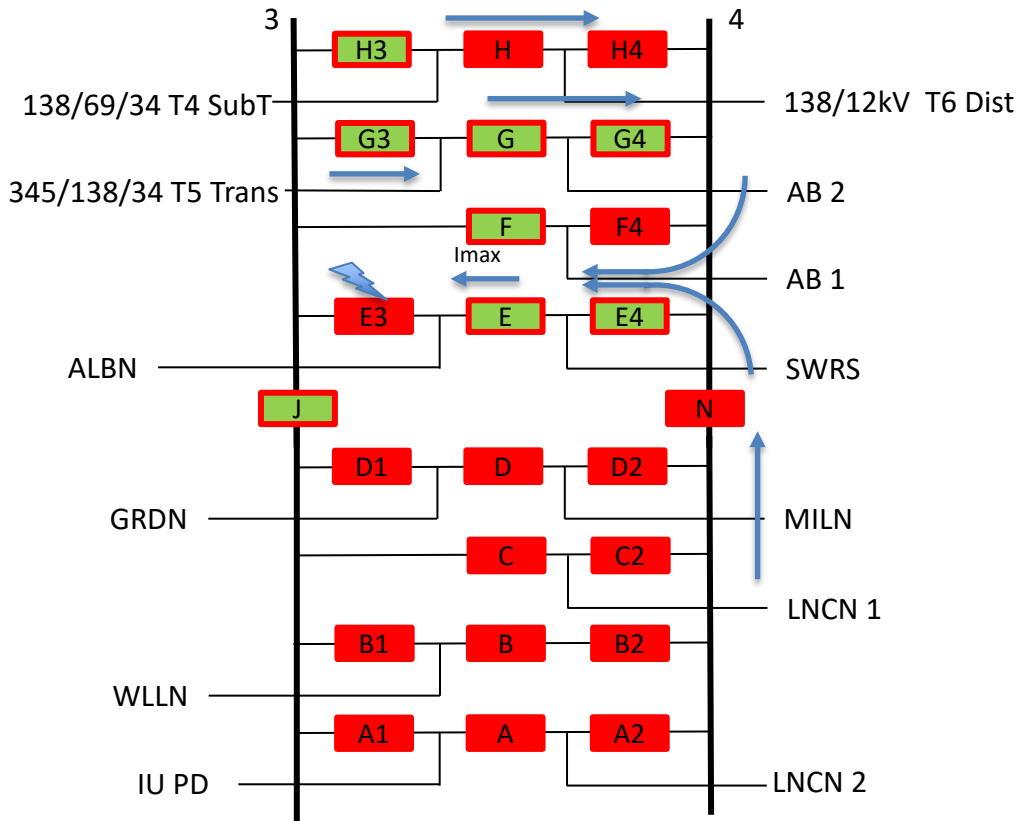 3 4
H3 H H4
138/69/34 T4 SubT 138/12kV T6 Dist
G3 G G4
345/138/34 T5 Trans AB 2
F F4
Imax
AB 1
E3 E E4
ALBN SWRS
J N
D1 D D2
GRDN MILN
C C2
LNCN 1
B1 B B2
WLLN
A1 A A2
IU PD LNCN 2